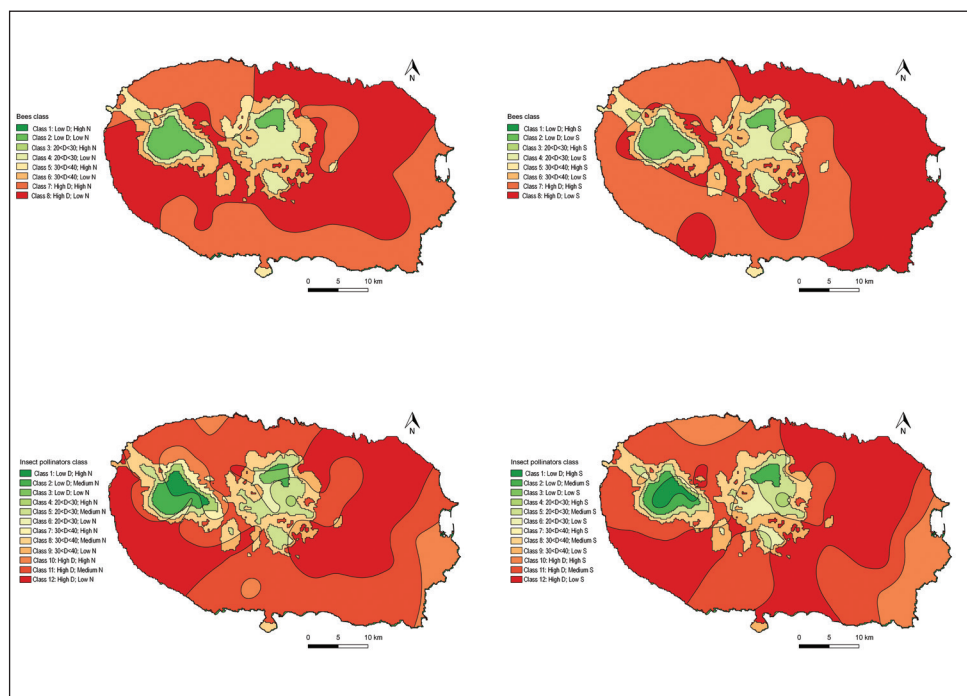 N
Bees class
Class 1: Low D; High N
Class 2: Low D; Low N
Class 3: 20<D<30; High N
Class 4: 20<D<30; Low N
Class 5: 30<D<40; High N
Class 6: 30<D<40; Low N
Class 7: High D; High N
Class 8: High D; Low N
0 5 10 km
N
Bees class
Class 1: Low D; High S
Class 2: Low D; Low S
Class 3: 20<D<30; High S
Class 4: 20<D<30; Low S
Class 5: 30<D<40; High S
Class 6: 30<D<40; Low S
Class 7: High D; High S
Class 8: High D; Low S
0 5 10 km
N
Insect pollinators class
Class 1: Low D; High N
Class 2: Low D; Medium N
Class 3: Low D; Low N
Class 4: 20<D<30; High N
Class 5: 20<D<30; Medium N
Class 6: 20<D<30; Low N
Class 7: 30<D<40; High N
Class 8: 30<D<40; Medium N
Class 9: 30<D<40; Low N
Class 10: High D; High N
Class 11: High D; Medium N
Class 12: High D; Low N
0 5 10 km
N
Insect pollinators class
Class 1: Low D; High S
Class 2: Low D; Medium S
Class 3: Low D; Low S
Class 4: 20<D<30; High S
Class 5: 20<D<30; Medium S
Class 6: 20<D<30; Low S
Class 7: 30<D<40; High S
Class 8: 30<D<40; Medium S
Class 9: 30<D<40; Low S
Class 10: High D; High S
Class 11: High D; Medium S
Class 12: High D; Low S
0 5 10 km